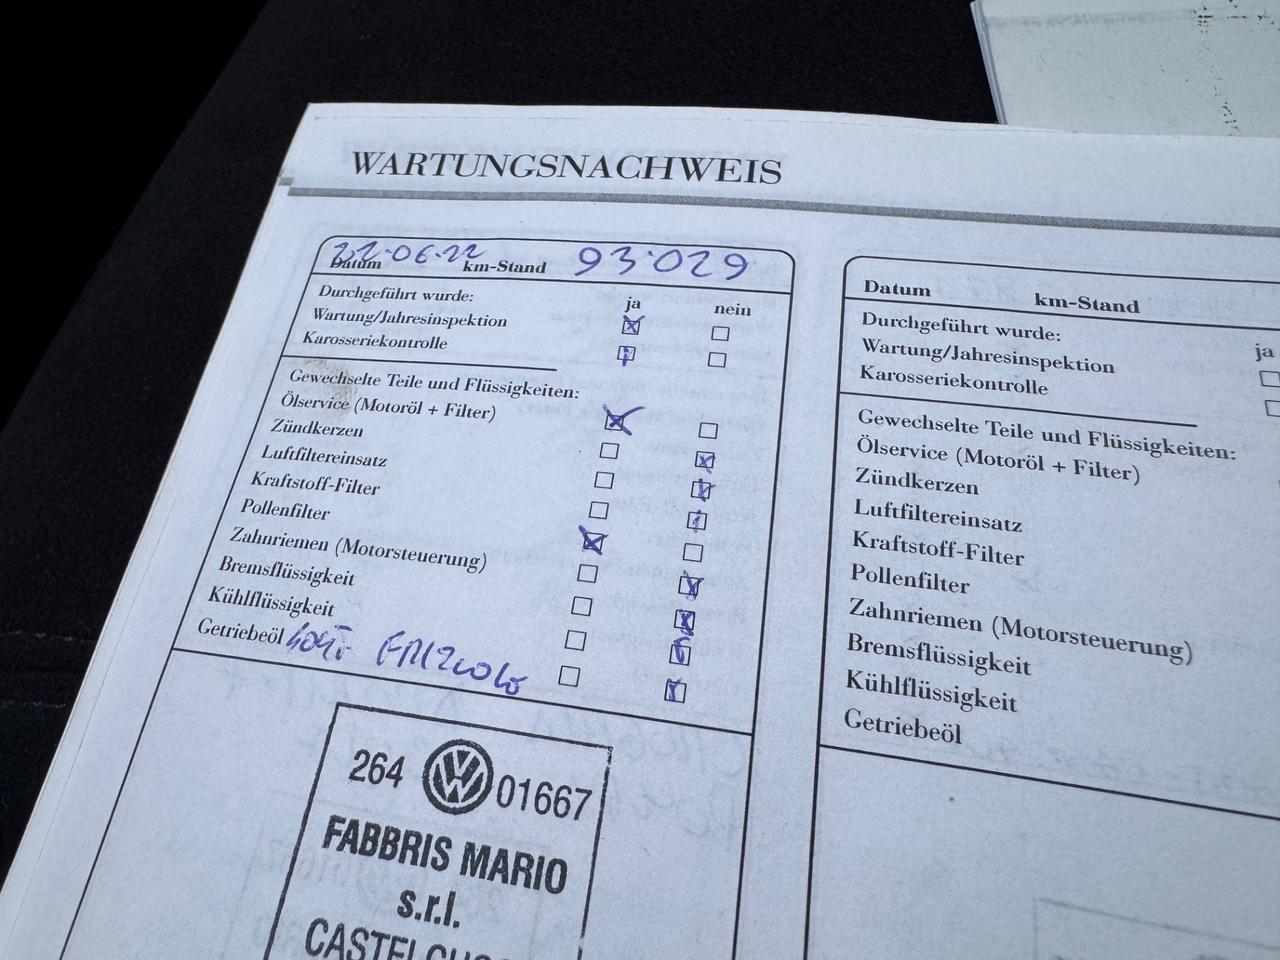 WARTUNGSNACHWEIS
22-06-22 93.029
Datum km-Stand
Durchgeführt wurde: ja nein
Wartung/Jahresinspektion
Karosseriekontrolle
Gewechselte Teile und Flüssigkeiten:
Ölservice (Motoröl + Filter)
Zündkerzen
Luftfiltereinsatz
Kraftstoff-Filter
Pollenfilter
Zahnriemen (Motorsteuerung)
Bremsflüssigkeit
Kühlflüssigkeit
Getriebeöl
264 01667
FABBRIS MARIO
s.r.l.
Datum km-Stand
Durchgeführt wurde: ja
Wartung/Jahresinspektion
Karosseriekontrolle
Gewechselte Teile und Flüssigkeiten:
Ölservice (Motoröl + Filter)
Zündkerzen
Luftfiltereinsatz
Kraftstoff-Filter
Pollenfilter
Zahnriemen (Motorsteuerung)
Bremsflüssigkeit
Kühlflüssigkeit
Getriebeöl